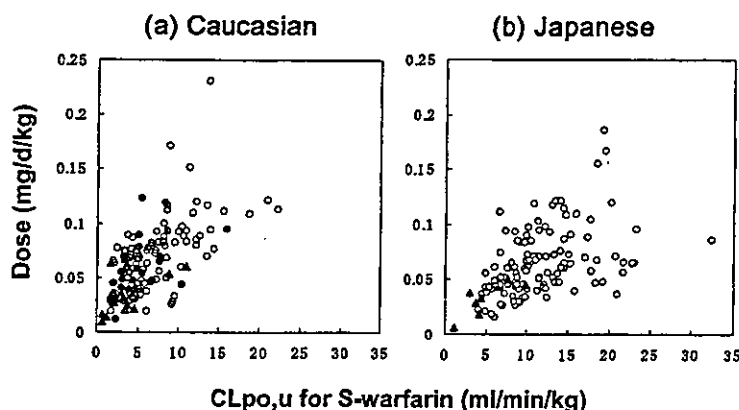 (a) Caucasian
(b) Japanese
Dose (mg/d/kg)
0.25
0.2
0.15
0.1
0.05
0
0 5 10 15 20 25 30 35
0.25
0.2
0.15
0.1
0.05
0
0 5 10 15 20 25 30 35
CLpo,u for S-warfarin (ml/min/kg)